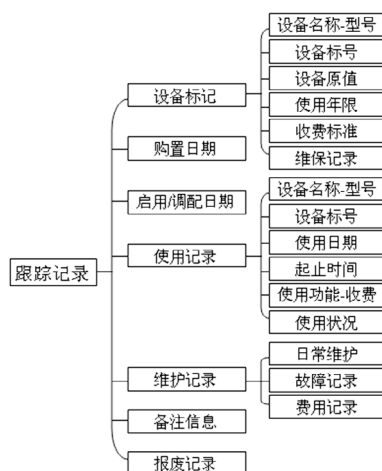 跟踪记录
设备标记
设备名称-型号
设备标号
设备原值
使用年限
收费标准
维保记录
购置日期
启用/调配日期
使用记录
设备名称-型号
设备标号
使用日期
起止时间
使用功能-收费
使用状况
维护记录
日常维护
故障记录
费用记录
备注信息
报废记录